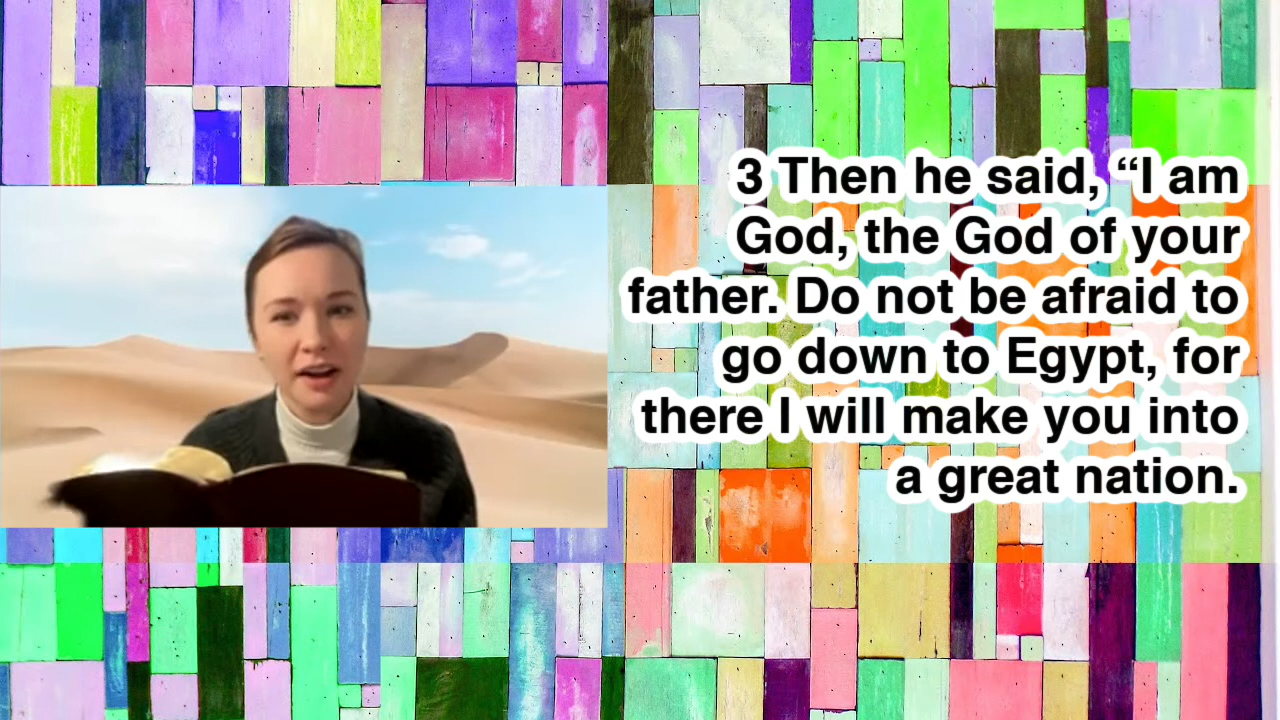 3 Then he said, “I am
God, the God of your
father. Do not be afraid to
go down to Egypt, for
there I will make you into
a great nation.